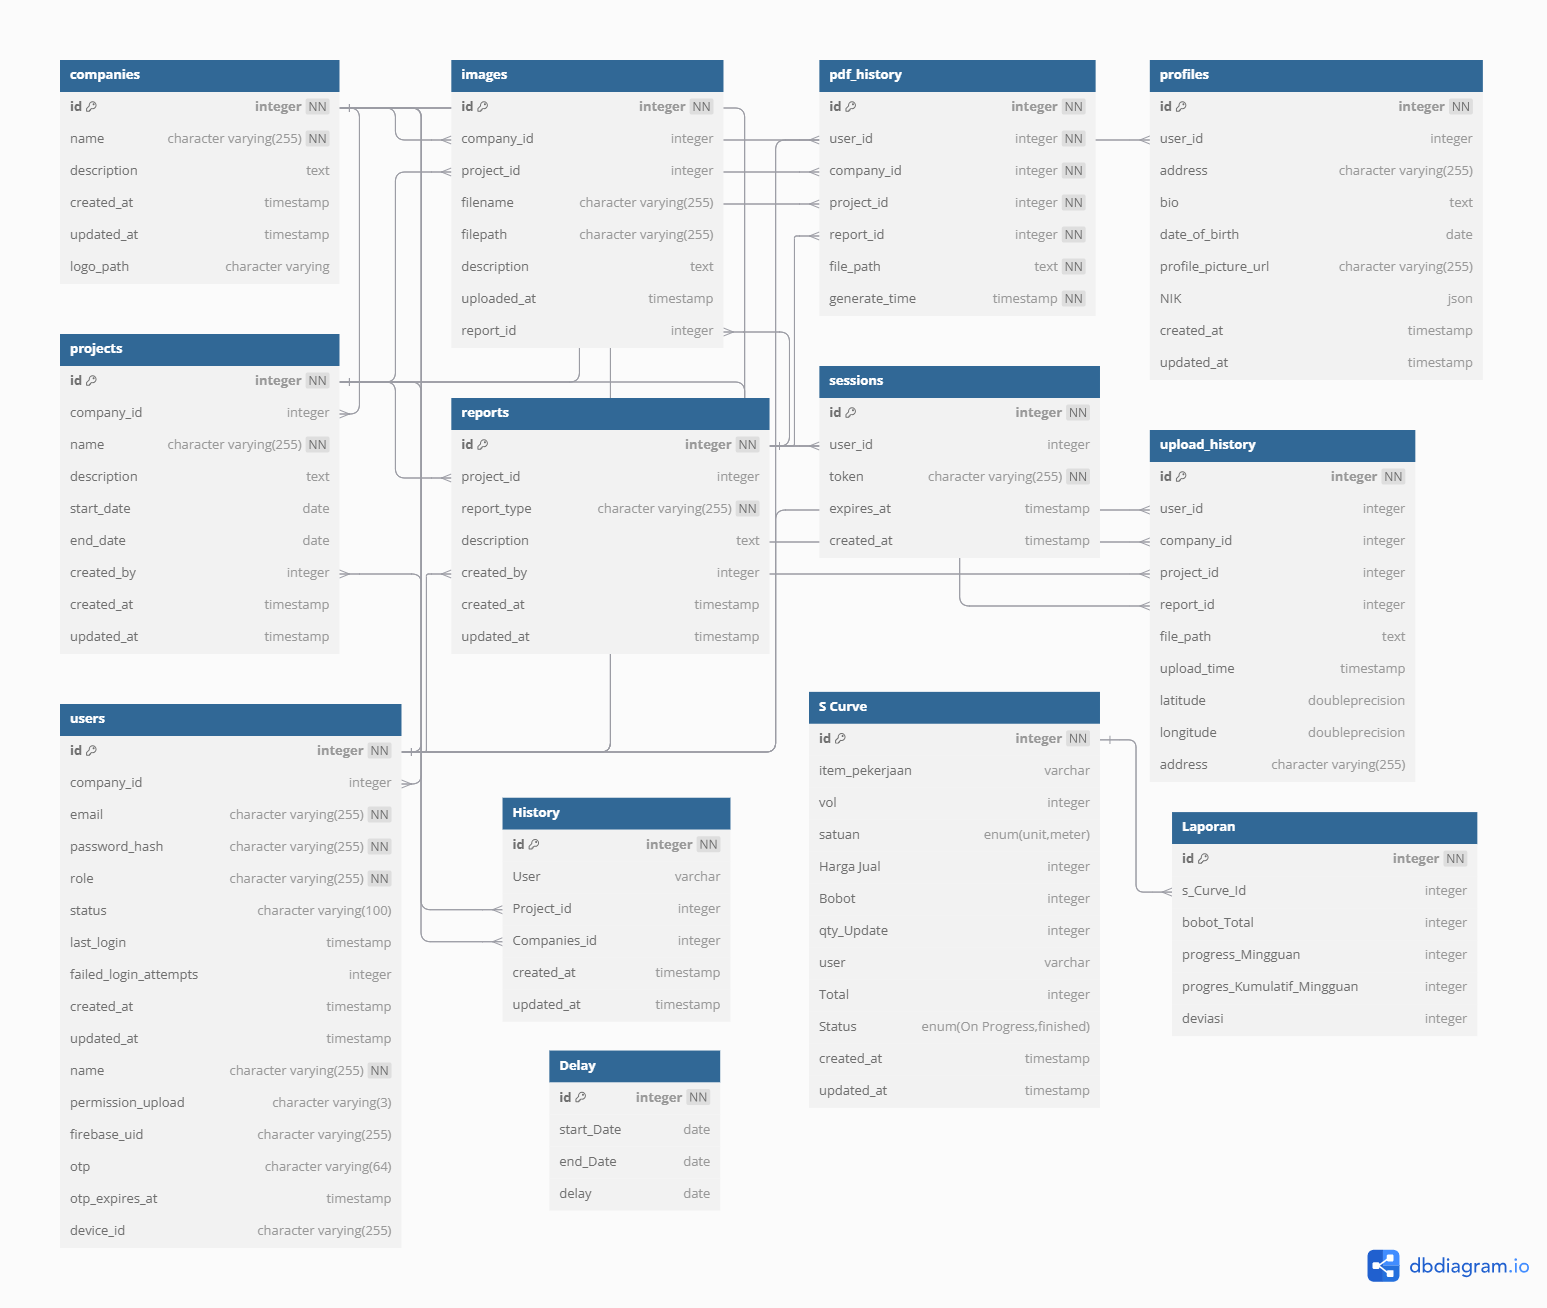 companies
id integer NN
name character varying(255) NN
description text
created_at timestamp
updated_at timestamp
logo_path character varying
images
id integer NN
company_id integer
project_id integer
filename character varying(255)
filepath character varying(255)
description text
uploaded_at timestamp
report_id integer
pdf_history
id integer NN
user_id integer NN
company_id integer NN
project_id integer NN
report_id integer NN
file_path text NN
generate_time timestamp NN
profiles
id integer NN
user_id integer
address character varying(255)
bio text
date_of_birth date
profile_picture_url character varying(255)
NIK json
created_at timestamp
updated_at timestamp
projects
id integer NN
company_id integer
name character varying(255) NN
description text
start_date date
end_date date
created_by integer
created_at timestamp
updated_at timestamp
reports
id integer NN
project_id integer
report_type character varying(255) NN
description text
created_by integer
created_at timestamp
updated_at timestamp
sessions
id integer NN
user_id integer
token character varying(255) NN
expires_at timestamp
created_at timestamp
upload_history
id integer NN
user_id integer
company_id integer
project_id integer
report_id integer
file_path text
upload_time timestamp
latitude doubleprecision
longitude doubleprecision
address character varying(255)
users
id integer NN
company_id integer
email character varying(255) NN
password_hash character varying(255) NN
role character varying(255) NN
status character varying(100)
last_login timestamp
failed_login_attempts integer
created_at timestamp
updated_at timestamp
name character varying(255) NN
permission_upload character varying(3)
firebase_uid character varying(255)
otp character varying(64)
otp_expires_at timestamp
device_id character varying(255)
History
id integer NN
User varchar
Project_id integer
Companies_id integer
created_at timestamp
updated_at timestamp
Delay
id integer NN
start_Date date
end_Date date
delay date
S Curve
id integer NN
item_pekerjaan varchar
vol integer
satuan enum(unit,meter)
Harga Jual integer
Bobot integer
qty_Update integer
user varchar
Total integer
Status enum(On Progress,finished)
created_at timestamp
updated_at timestamp
Laporan
id integer NN
s_Curve_Id integer
bobot_Total integer
progress_Mingguan integer
progres_Kumulatif_Mingguan integer
deviasi integer
dbdiagram.io